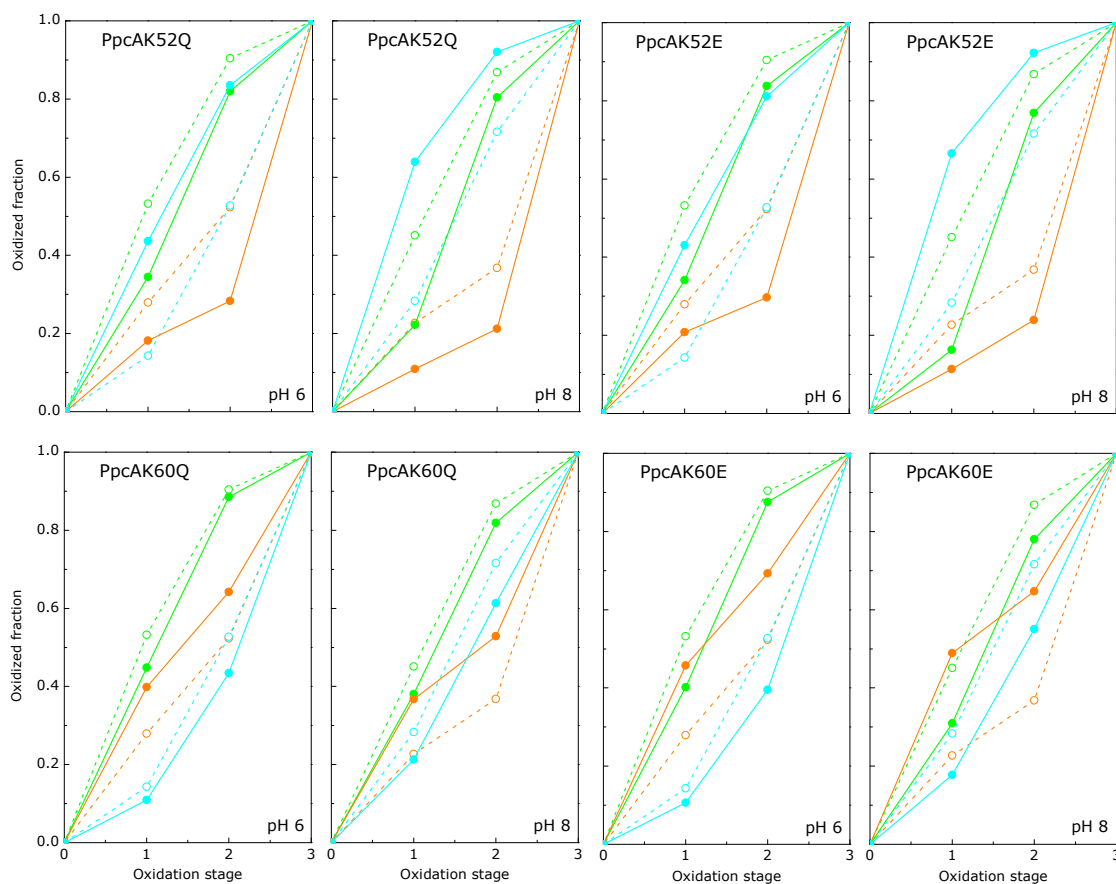 1.0
0.8
0.6
0.4
0.2
0.0
Oxidized fraction
PpcAK52Q
pH 6
PpcAK52Q
pH 8
PpcAK52E
pH 6
PpcAK52E
pH 8
1.0
0.8
0.6
0.4
0.2
0.0
Oxidized fraction
PpcAK60Q
pH 6
PpcAK60Q
pH 8
PpcAK60E
pH 6
PpcAK60E
pH 8
0 1 2 3
0 1 2 3
0 1 2 3
0 1 2 3
Oxidation stage
Oxidation stage
Oxidation stage
Oxidation stage